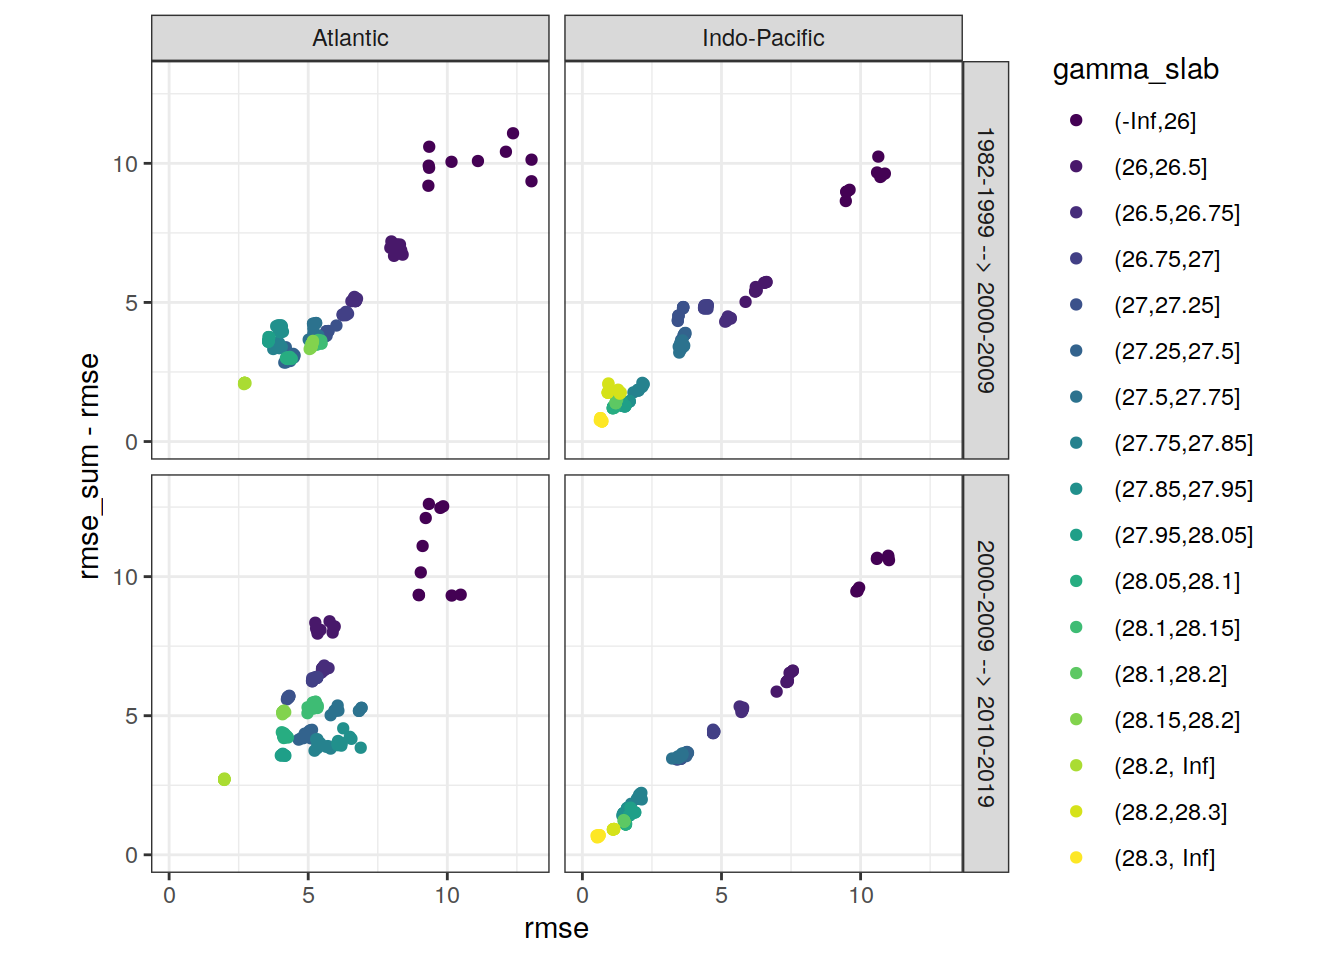 Atlantic
Indo-Pacific
1982-1999 --> 2000-2009
2000-2009 --> 2010-2019
rmse_sum - rmse
10
5
0
10
5
0
0
5
10
0
5
10
rmse
gamma_slab
(-Inf,26]
(26,26.5]
(26.5,26.75]
(26.75,27]
(27,27.25]
(27.25,27.5]
(27.5,27.75]
(27.75,27.85]
(27.85,27.95]
(27.95,28.05]
(28.05,28.1]
(28.1,28.15]
(28.1,28.2]
(28.15,28.2]
(28.2, Inf]
(28.2,28.3]
(28.3, Inf]